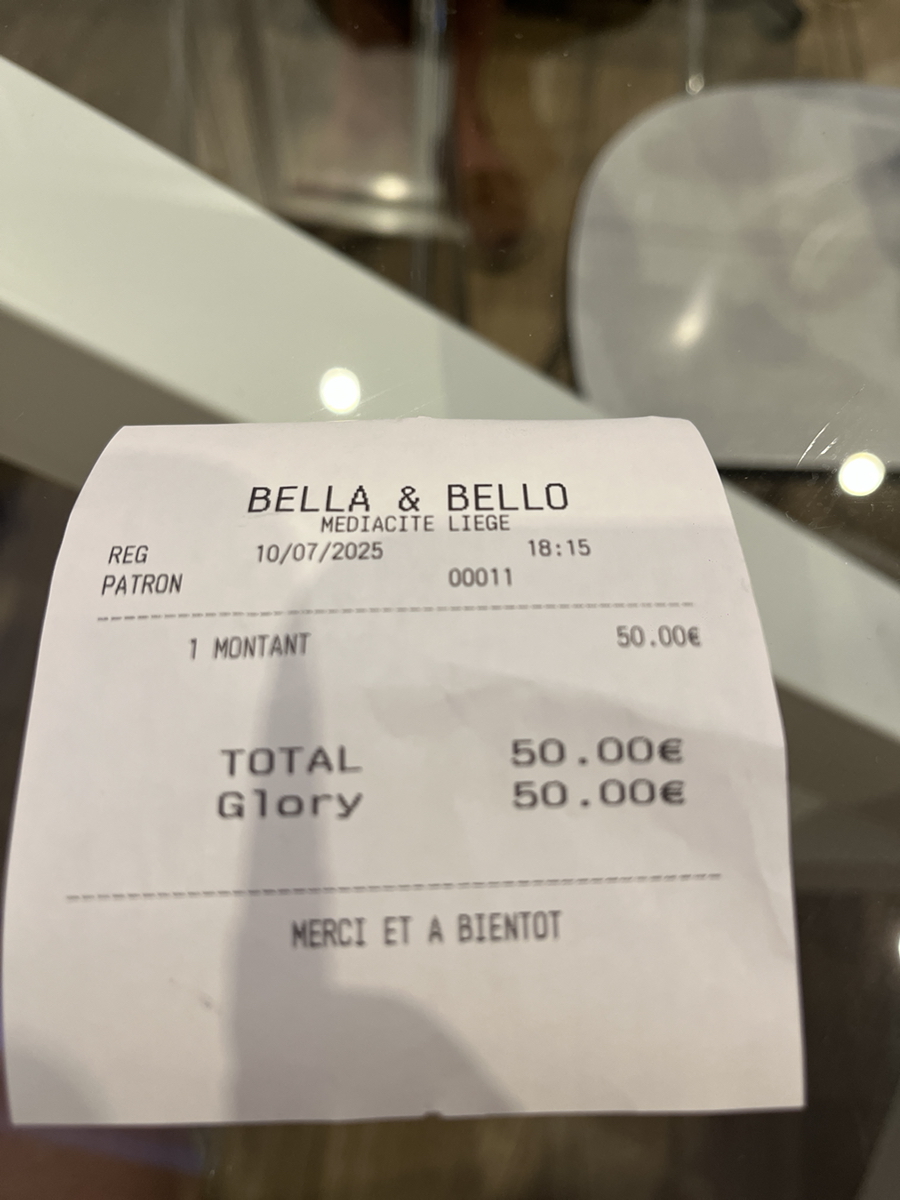 BELLA & BELLO
MEDIACITE LIEGE
REG 10/07/2025 18:15
PATRON 00011
1 MONTANT 50.00€
TOTAL 50.00€
Glory 50.00€
MERCI ET A BIENTOT